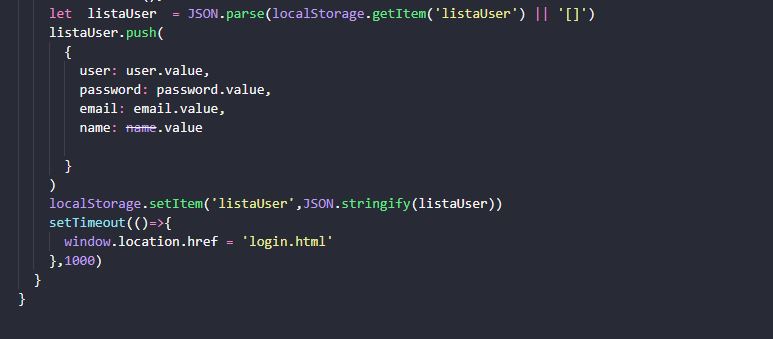 let  listaUser  = JSON.parse(localStorage.getItem('listaUser') || '[]')
listaUser.push(
{
user: user.value,
password: password.value,
email: email.value,
name: name.value
}
)
localStorage.setItem('listaUser',JSON.stringify(listaUser))
setTimeout(()=>{
window.location.href = 'login.html'
},1000)
}
}